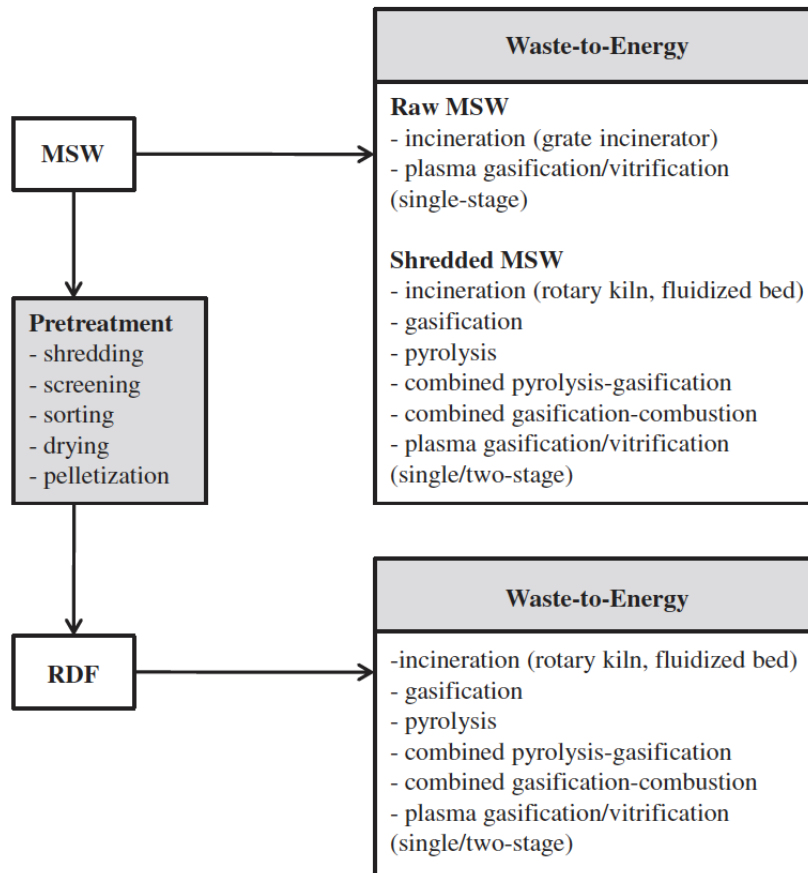 Waste-to-Energy
MSW
Raw MSW
- incineration (grate incinerator)
- plasma gasification/vitrification
(single-stage)
Shredded MSW
- incineration (rotary kiln, fluidized bed)
- gasification
- pyrolysis
- combined pyrolysis-gasification
- combined gasification-combustion
- plasma gasification/vitrification
(single/two-stage)
Pretreatment
- shredding
- screening
- sorting
- drying
- pelletization
RDF
Waste-to-Energy
-incineration (rotary kiln, fluidized bed)
- gasification
- pyrolysis
- combined pyrolysis-gasification
- combined gasification-combustion
- plasma gasification/vitrification
(single/two-stage)